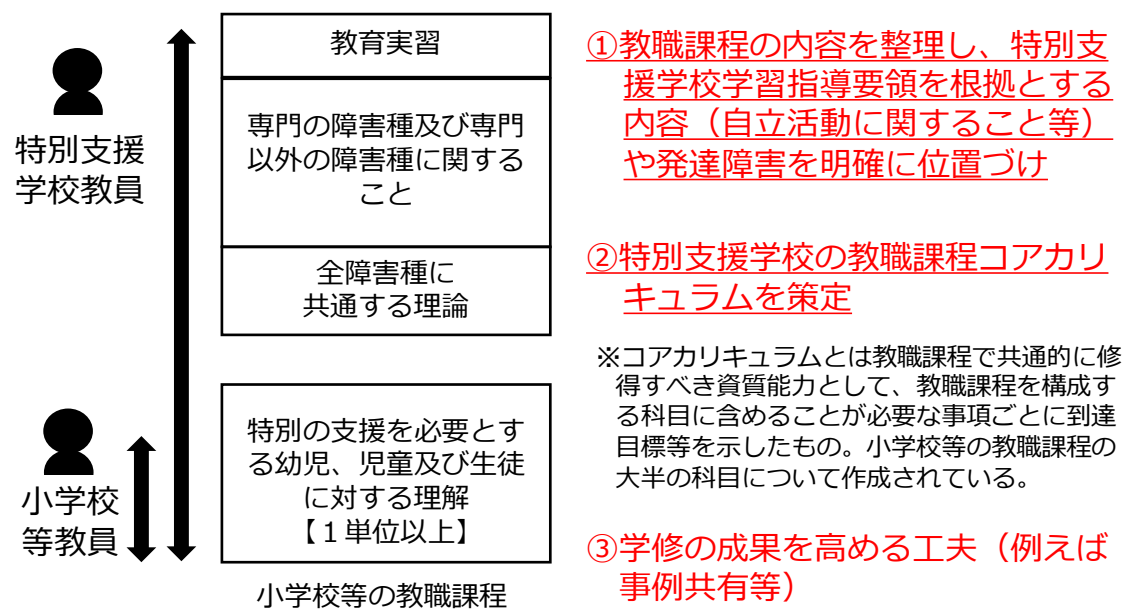 特別支援
学校教員
小学校
等教員
教育実習
専門の障害種及び専門
以外の障害種に関する
こと
全障害種に
共通する理論
特別の支援を必要とす
る幼児、児童及び生徒
に対する理解
【１単位以上】
小学校等の教職課程
①教職課程の内容を整理し、特別支
援学校学習指導要領を根拠とする
内容（自立活動に関すること等）
や発達障害を明確に位置づけ
②特別支援学校の教職課程コアカリ
キュラムを策定
※コアカリキュラムとは教職課程で共通的に修
得すべき資質能力として、教職課程を構成す
る科目に含めることが必要な事項ごとに到達
目標等を示したもの。小学校等の教職課程の
大半の科目について作成されている。
③学修の成果を高める工夫（例えば
事例共有等）